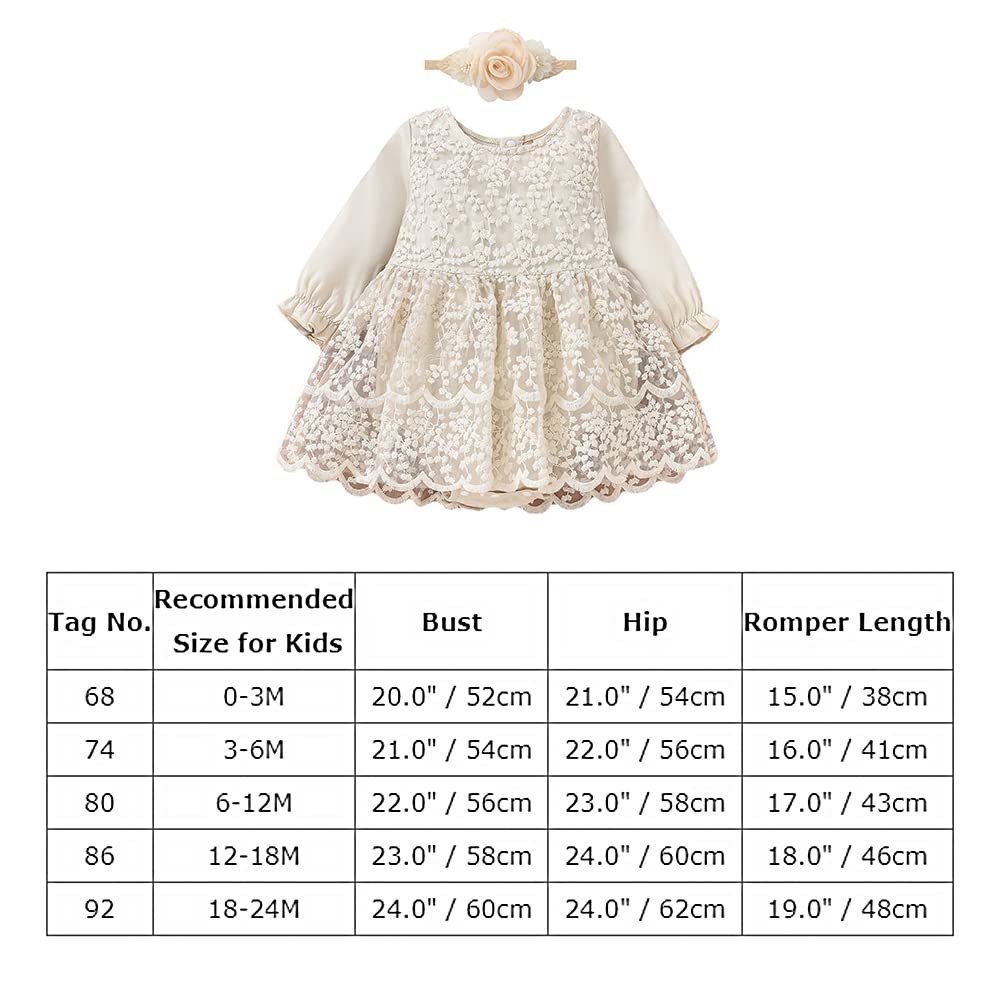 Tag No. Recommended Size for Kids Bust Hip Romper Length
68 0-3M 20.0" / 52cm 21.0" / 54cm 15.0" / 38cm
74 3-6M 21.0" / 54cm 22.0" / 56cm 16.0" / 41cm
80 6-12M 22.0" / 56cm 23.0" / 58cm 17.0" / 43cm
86 12-18M 23.0" / 58cm 24.0" / 60cm 18.0" / 46cm
92 18-24M 24.0" / 60cm 24.0" / 62cm 19.0" / 48cm